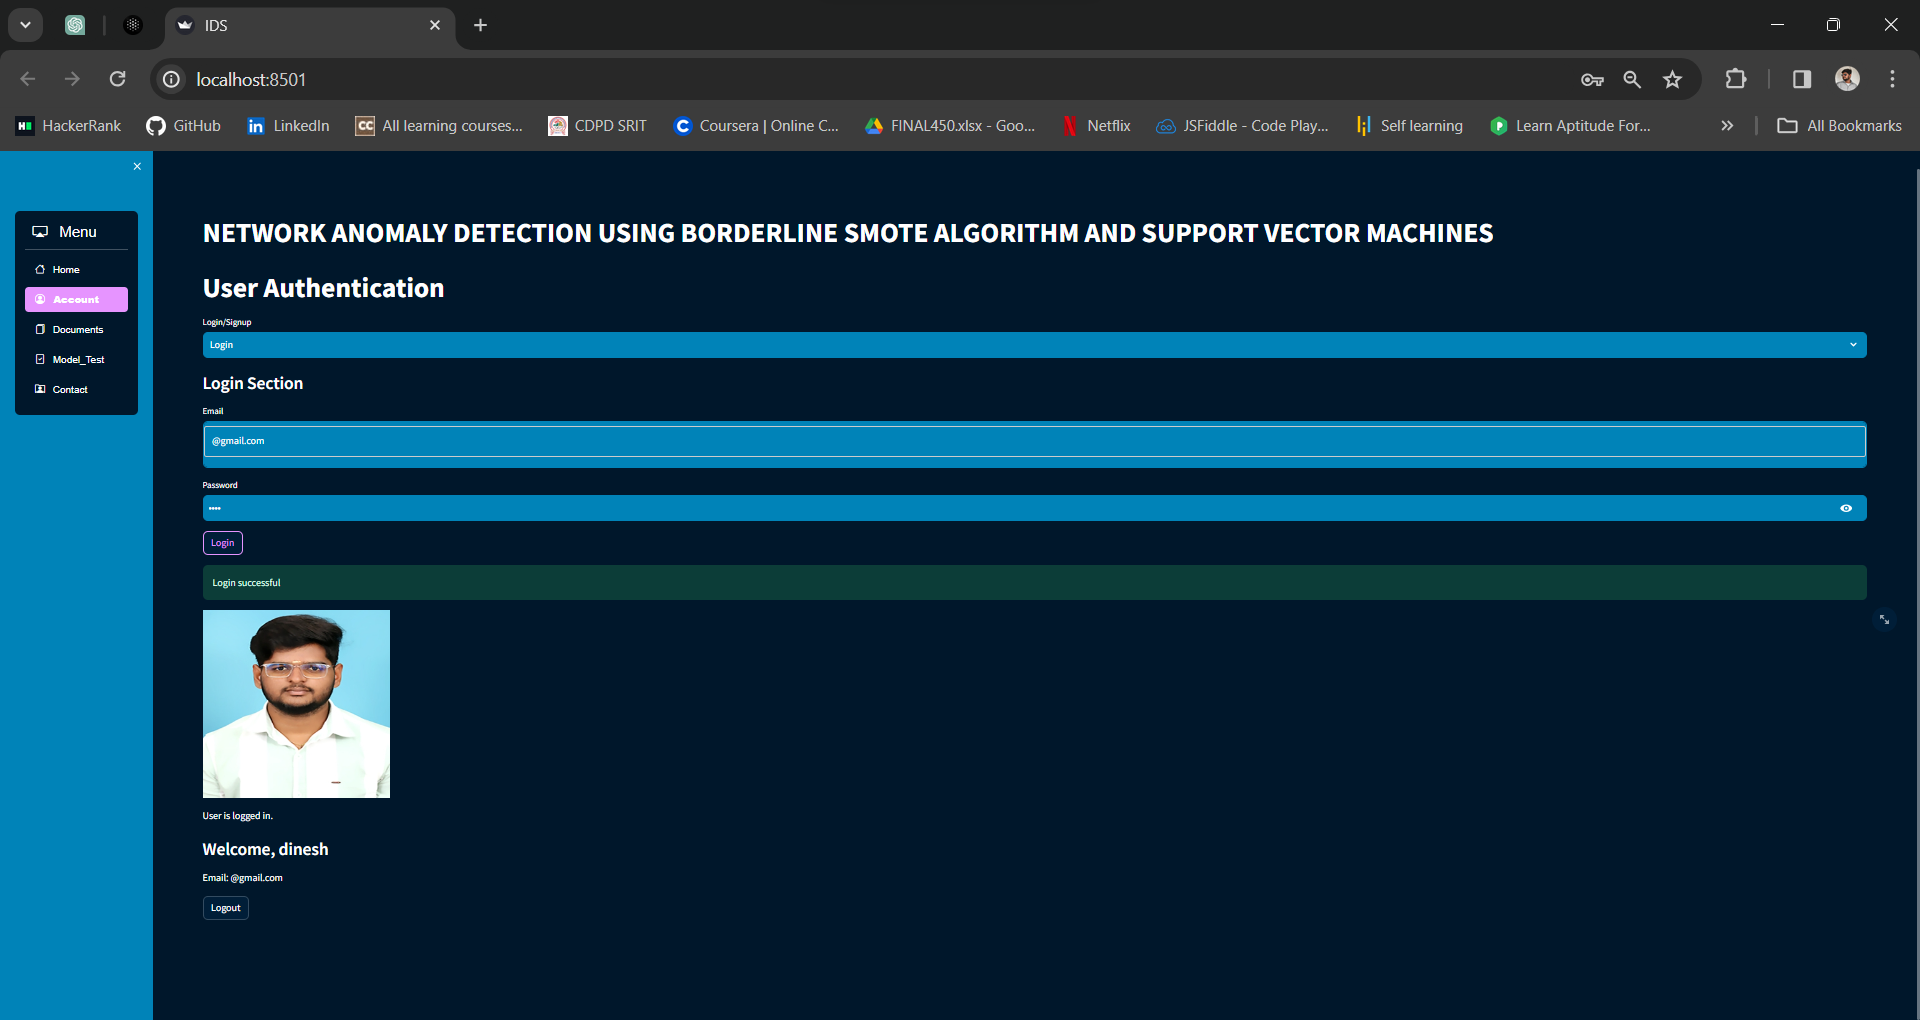 IDS
localhost:8501
HackerRank GitHub LinkedIn All learning courses... CDPD SRIT Coursera | Online C... FINAL450.xlsx - Goo... Netflix JSFiddle - Code Play... Self learning Learn Aptitude For... All Bookmarks
Menu
Home
Account
Documents
Model_Test
Contact
NETWORK ANOMALY DETECTION USING BORDERLINE SMOTE ALGORITHM AND SUPPORT VECTOR MACHINES
User Authentication
Login/Signup
Login
Login Section
Email
@gmail.com
Password
••••
Login
Login successful
User is logged in.
Welcome, dinesh
Email: @gmail.com
Logout